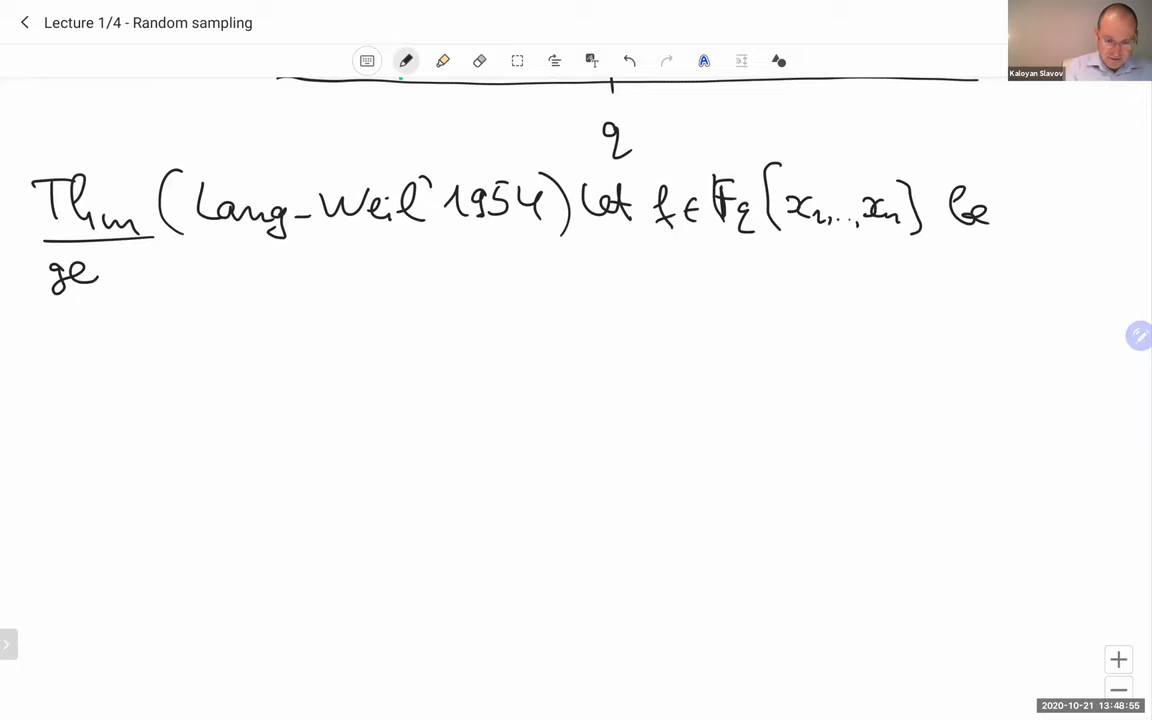 Lecture 1/4 - Random sampling
Kaloyan Slavov
q
Thm (Lang-Weil 1954) Let f ∈ F_q[x_1,..,x_n] be
ge
2020-10-21 13:48:55